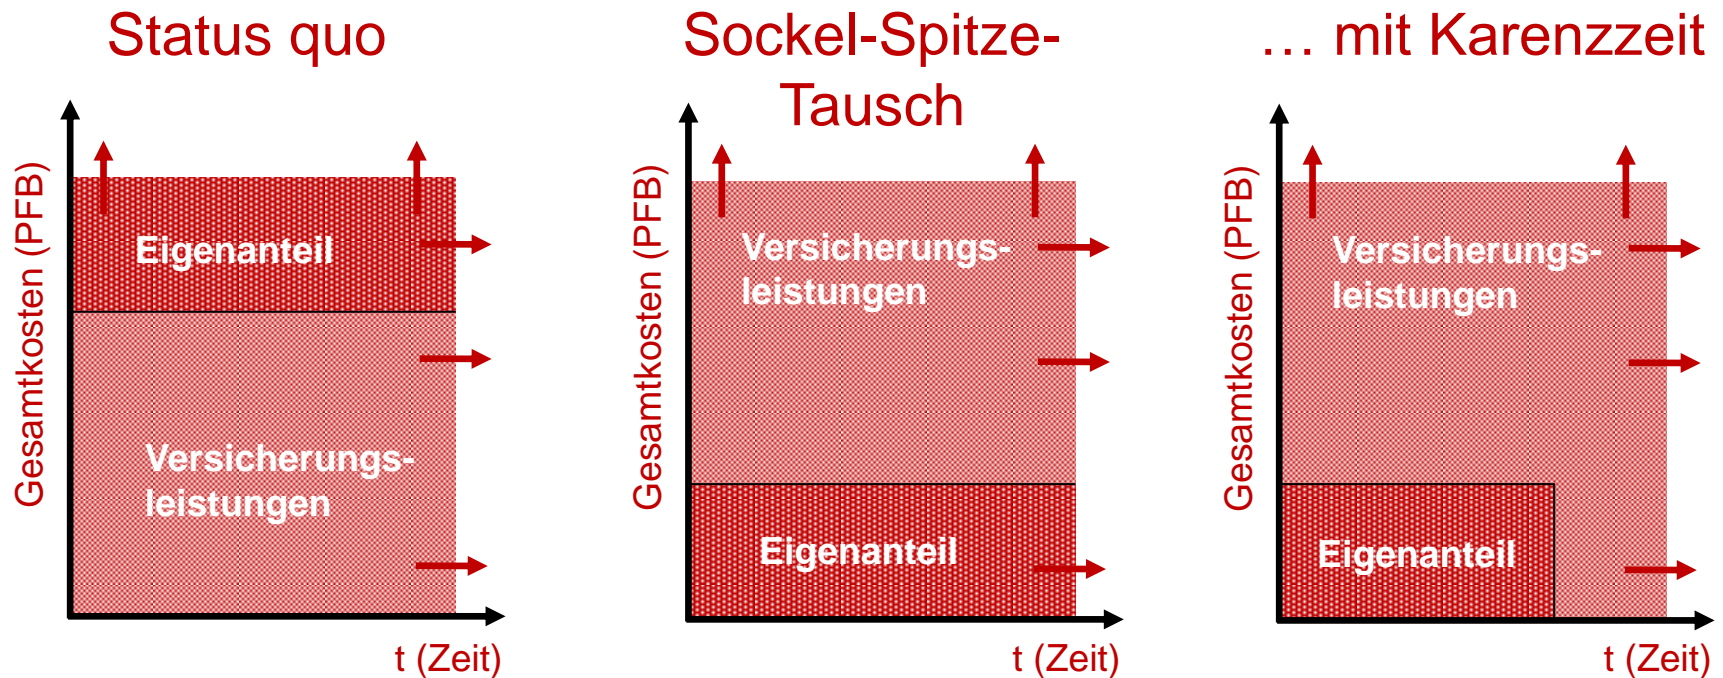 Status quo
Gesamtkosten (PFB)
Eigenanteil
Versicherungs-
leistungen
t (Zeit)
Sockel-Spitze-
Tausch
Gesamtkosten (PFB)
Versicherungs-
leistungen
Eigenanteil
t (Zeit)
… mit Karenzzeit
Gesamtkosten (PFB)
Versicherungs-
leistungen
Eigenanteil
t (Zeit)